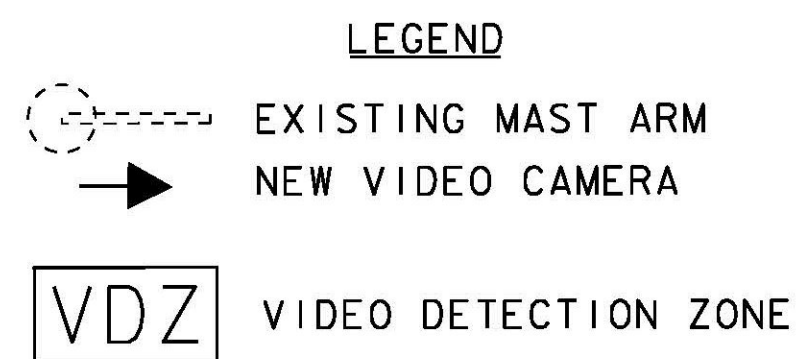 LEGEND
EXISTING MAST ARM
NEW VIDEO CAMERA
VDZ VIDEO DETECTION ZONE